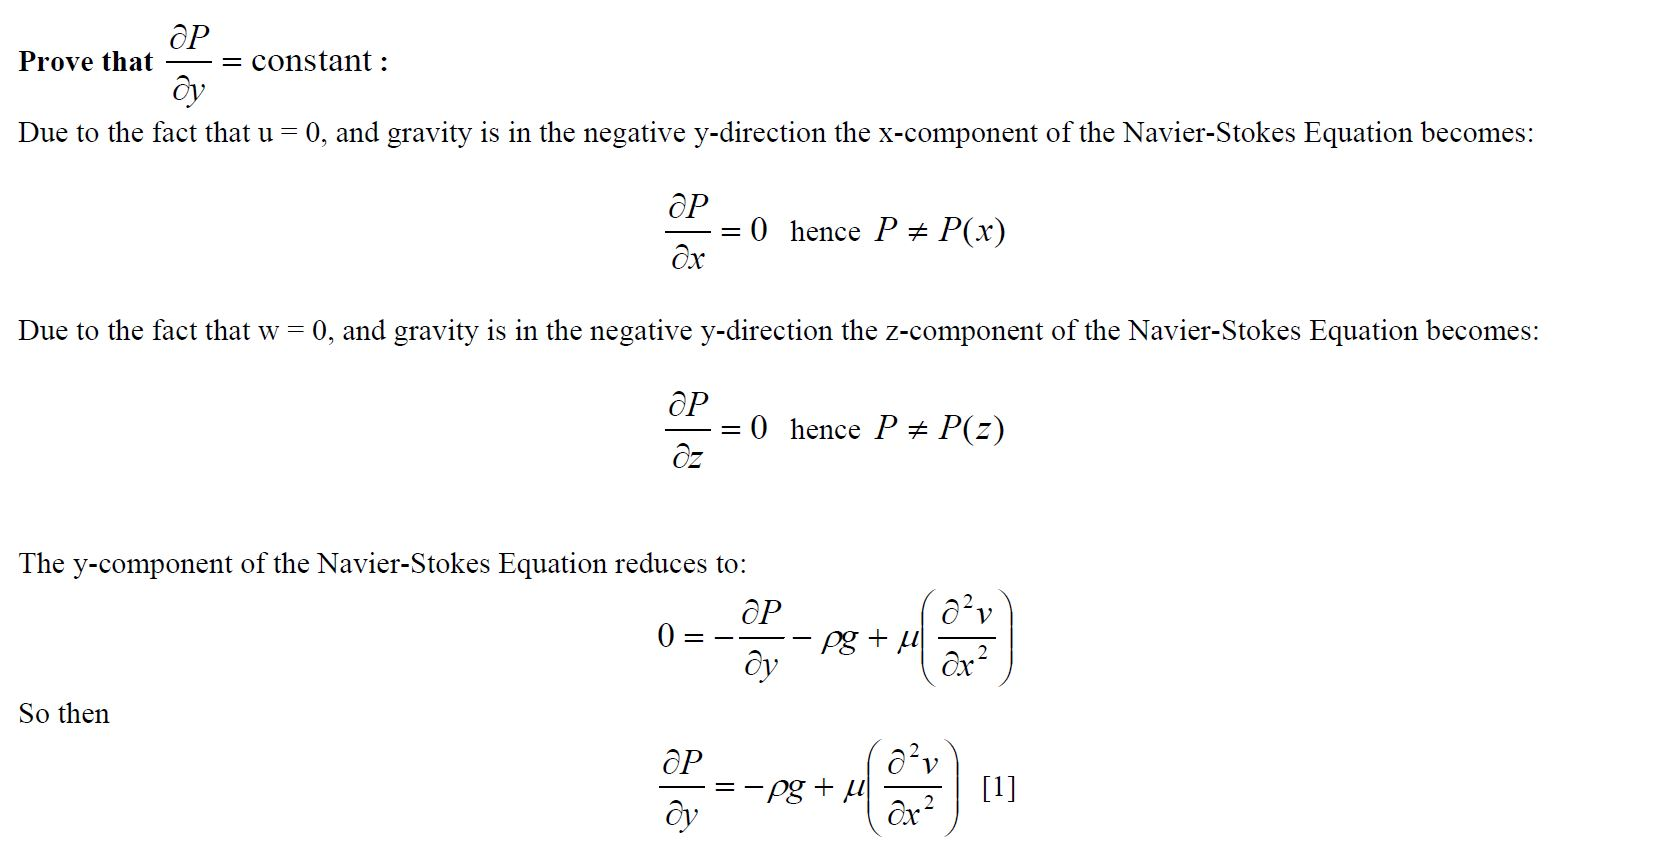 Prove that ∂P/∂y = constant :
Due to the fact that u = 0, and gravity is in the negative y-direction the x-component of the Navier-Stokes Equation becomes:
∂P/∂x = 0 hence P ≠ P(x)
Due to the fact that w = 0, and gravity is in the negative y-direction the z-component of the Navier-Stokes Equation becomes:
∂P/∂z = 0 hence P ≠ P(z)
The y-component of the Navier-Stokes Equation reduces to:
0 = −∂P/∂y − ρg + μ(∂²v/∂x²)
So then
∂P/∂y = −ρg + μ(∂²v/∂x²) [1]